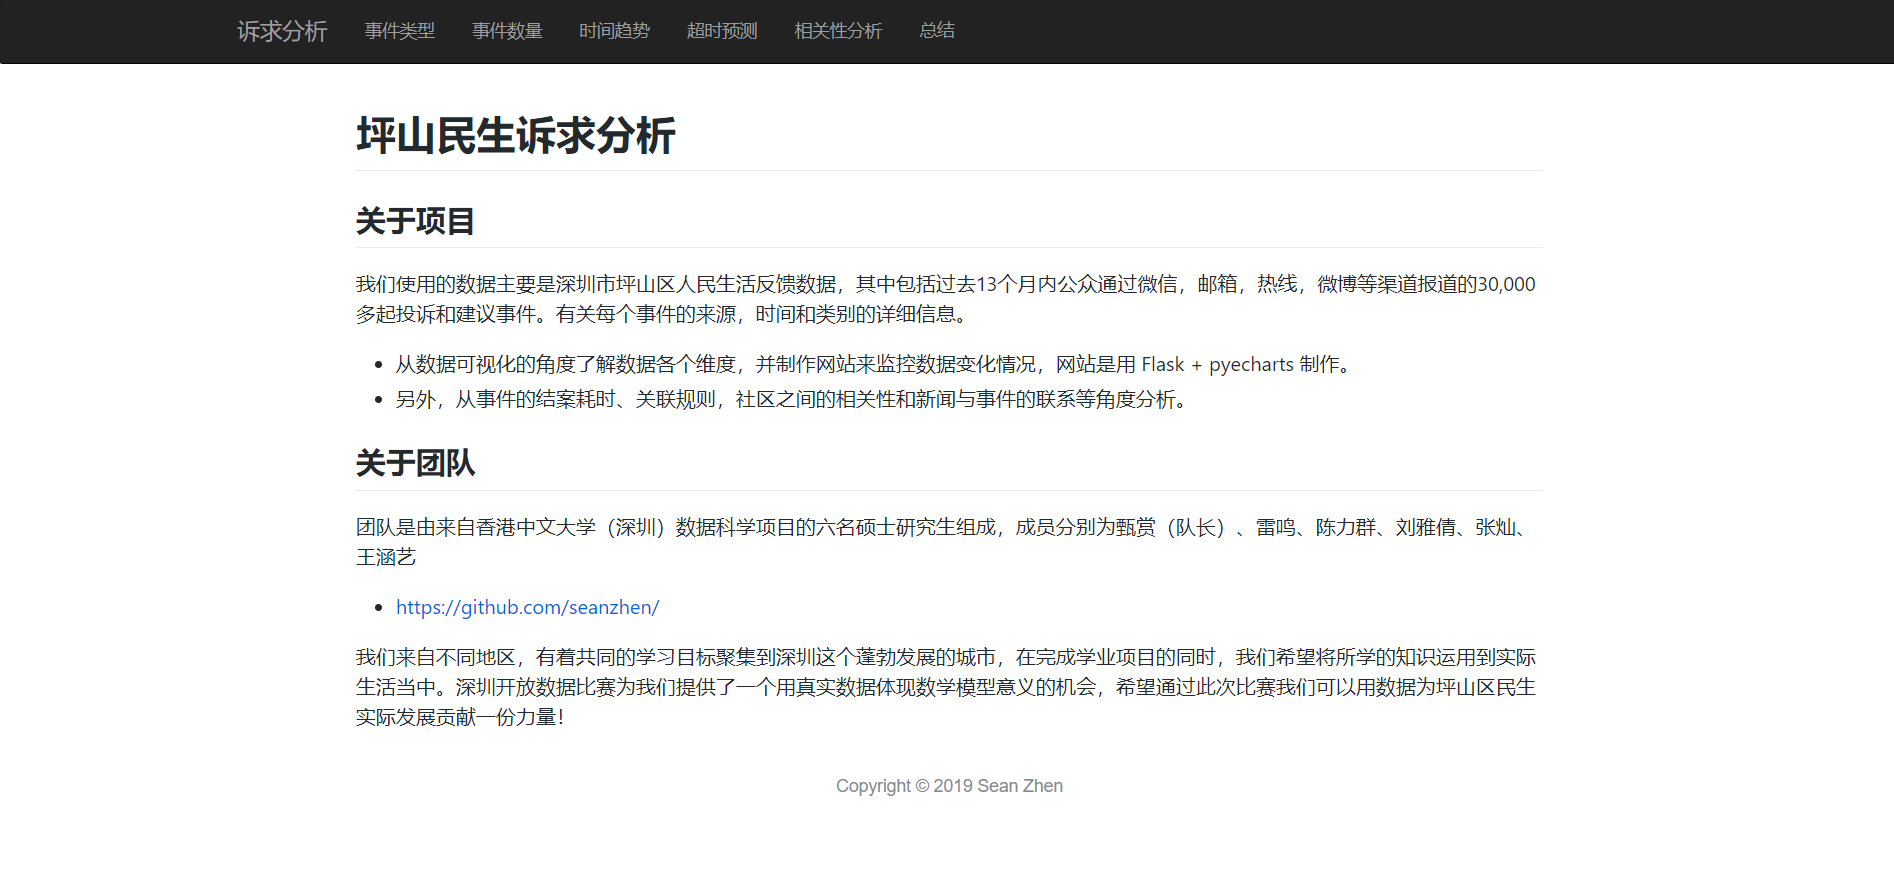 诉求分析 事件类型 事件数量 时间趋势 超时预测 相关性分析 总结
坪山民生诉求分析
关于项目
我们使用的数据主要是深圳市坪山区人民生活反馈数据，其中包括过去13个月内公众通过微信，邮箱，热线，微博等渠道报道的30,000
多起投诉和建议事件。有关每个事件的来源，时间和类别的详细信息。
• 从数据可视化的角度了解数据各个维度，并制作网站来监控数据变化情况，网站是用 Flask + pyecharts 制作。
• 另外，从事件的结案耗时、关联规则，社区之间的相关性和新闻与事件的联系等角度分析。
关于团队
团队是由来自香港中文大学（深圳）数据科学项目的六名硕士研究生组成，成员分别为甄赏（队长）、雷鸣、陈力群、刘雅倩、张灿、
王涵艺
• https://github.com/seanzhen/
我们来自不同地区，有着共同的学习目标聚集到深圳这个蓬勃发展的城市，在完成学业项目的同时，我们希望将所学的知识运用到实际
生活当中。深圳开放数据比赛为我们提供了一个用真实数据体现数学模型意义的机会，希望通过此次比赛我们可以用数据为坪山区民生
实际发展贡献一份力量！
Copyright © 2019 Sean Zhen